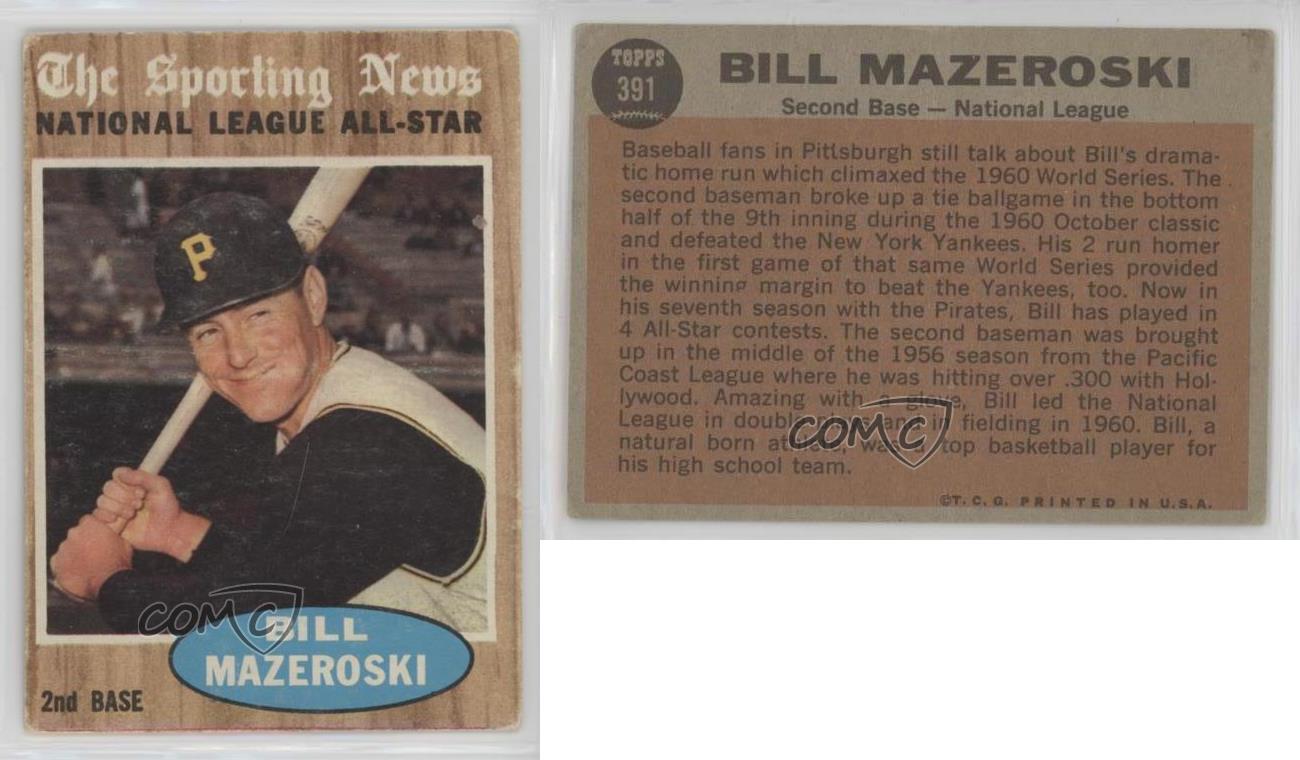 The Sporting News
NATIONAL LEAGUE ALL-STAR
P
COMC
BILL
MAZEROSKI
2nd BASE
TOPPS
391
BILL MAZEROSKI
Second Base — National League
Baseball fans in Pittsburgh still talk about Bill's drama-
tic home run which climaxed the 1960 World Series. The
second baseman broke up a tie ballgame in the bottom
half of the 9th inning during the 1960 October classic
and defeated the New York Yankees. His 2 run homer
in the first game of that same World Series provided
the winning margin to beat the Yankees, too. Now in
his seventh season with the Pirates, Bill has played in
4 All-Star contests. The second baseman was brought
up in the middle of the 1956 season from the Pacific
Coast League where he was hitting over .300 with Hol-
lywood. Amazing with a glove, Bill led the National
League in double plays and in fielding in 1960. Bill, a
natural born athlete, was a top basketball player for
his high school team.
COMC
©T. C. G. PRINTED IN U.S.A.